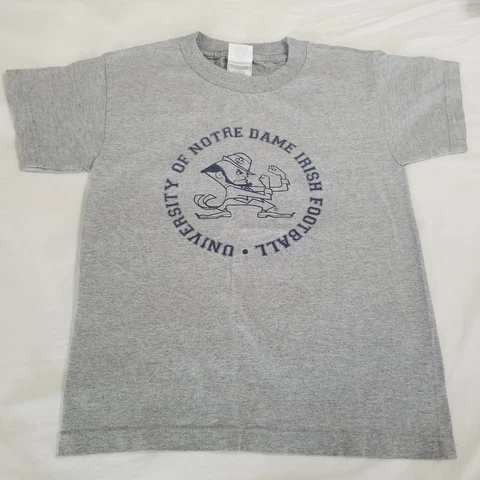 UNIVERSITY OF NOTRE DAME IRISH FOOTBALL •